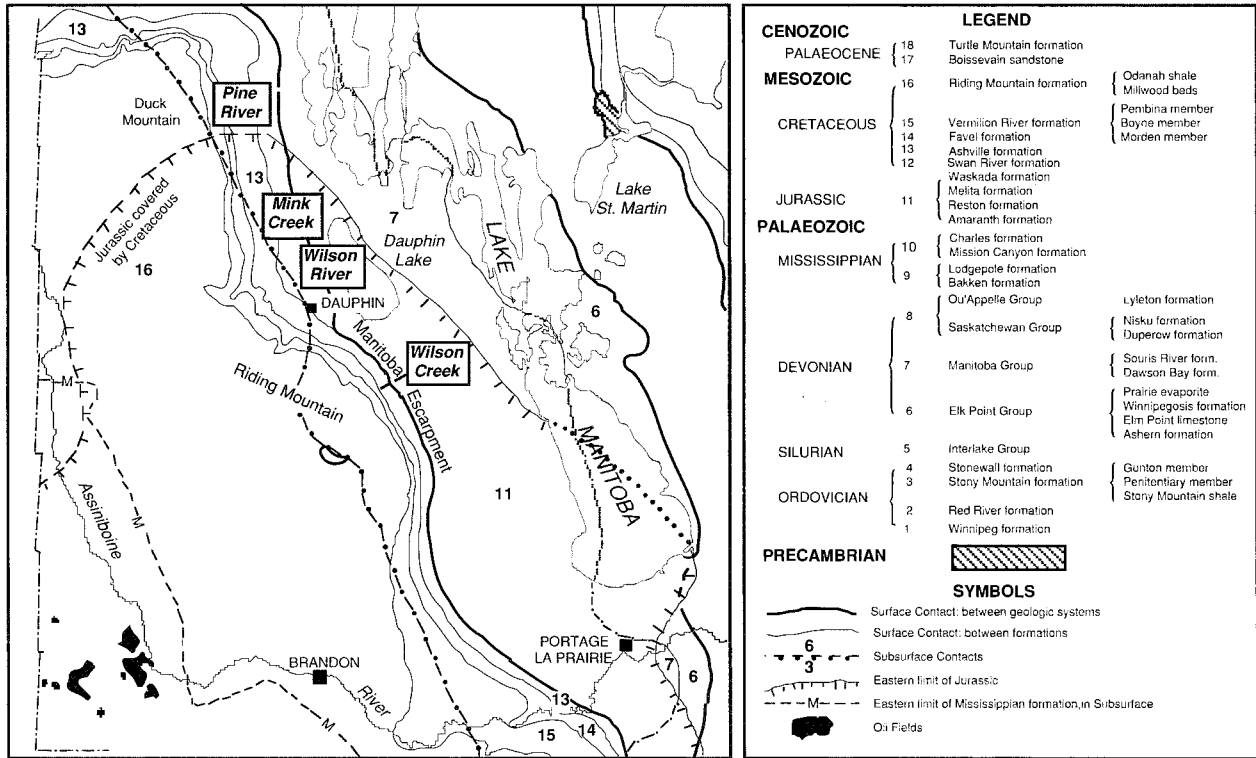 13
Duck
Mountain
Pine
River
13
Mink
Creek
Jurassic covered
by Cretaceous
16
Wilson
River
DAUPHIN
7
Dauphin
Lake
LAKE
Lake
St. Martin
6
Manitoba
Escarpment
Wilson
Creek
Riding Mountain
MANITOBA
11
M
Assiniboine
M
M
PORTAGE
LA PRAIRIE
7
6
BRANDON
River
13
14
15
M
LEGEND
CENOZOIC
PALAEOCENE
18 Turtle Mountain formation
17 Boissevain sandstone
MESOZOIC
16 Riding Mountain formation
Odanah shale
Millwood beds
CRETACEOUS
15 Vermilion River formation
Pembina member
Boyne member
Morden member
14 Favel formation
13 Ashville formation
12 Swan River formation
JURASSIC
11
Waskada formation
Melita formation
Reston formation
Amaranth formation
PALAEOZOIC
MISSISSIPPIAN
10
Charles formation
Mission Canyon formation
9
Lodgepole formation
Bakken formation
DEVONIAN
8
Ou'Appelle Group Lyleton formation
Saskatchewan Group
Nisku formation
Duperow formation
7 Manitoba Group
Souris River form.
Dawson Bay form.
6 Elk Point Group
Prairie evaporite
Winnipegosis formation
Elm Point limestone
Ashern formation
SILURIAN
5 Interlake Group
ORDOVICIAN
4 Stonewall formation
3 Stony Mountain formation
Gunton member
Penitentiary member
Stony Mountain shale
2 Red River formation
1 Winnipeg formation
PRECAMBRIAN
SYMBOLS
Surface Contact: between geologic systems
Surface Contact: between formations
6
3
Subsurface Contacts
Eastern limit of Jurassic
M
Eastern limit of Mississippian formation,in Subsurface
Oil Fields